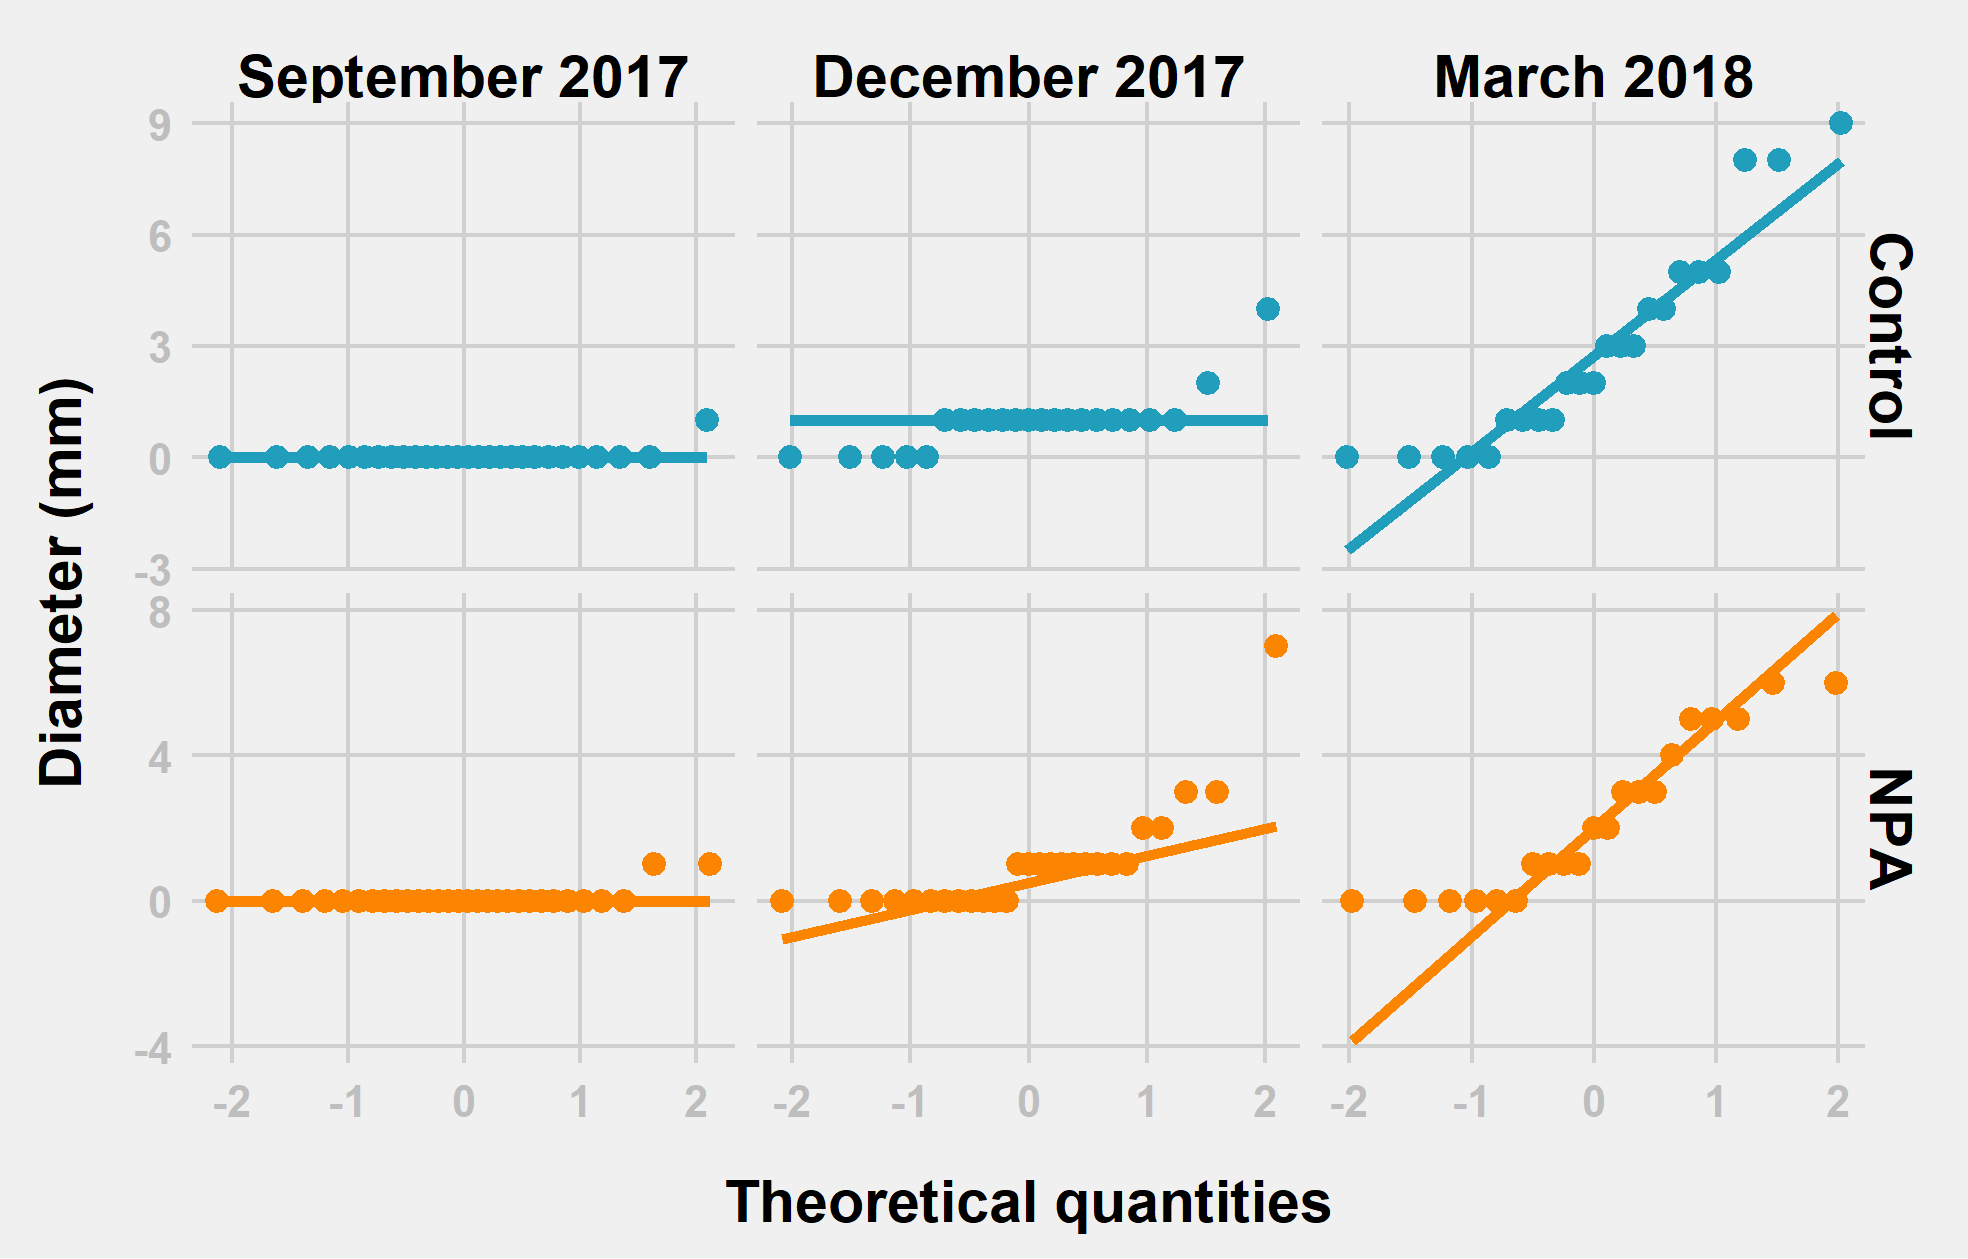 September 2017 December 2017 March 2018
9
6
3
0
-3
Control
Diameter (mm)
8
4
0
-4
NPA
-2 -1 0 1 2 -2 -1 0 1 2 -2 -1 0 1 2
Theoretical quantities